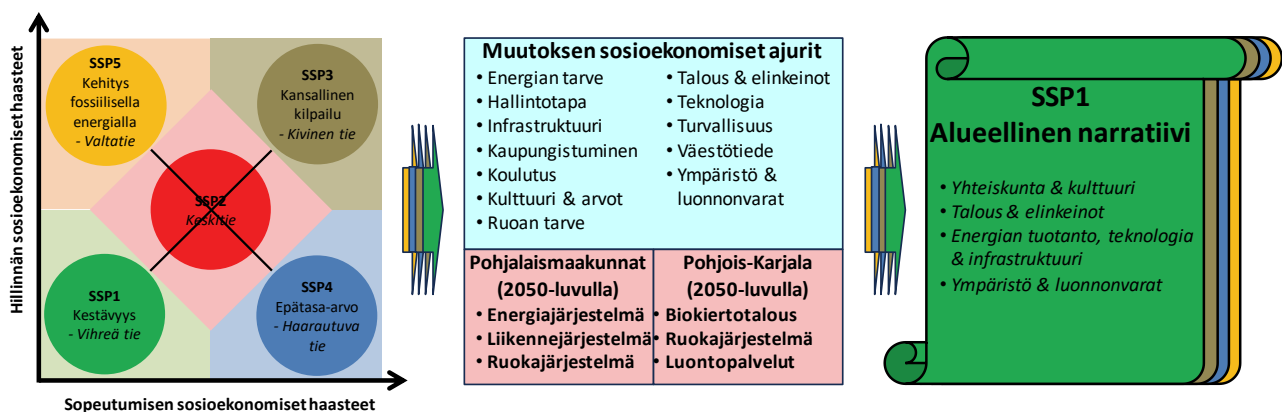 Hillinnän sosioekonomiset haasteet
SSP5
Kehitys
fossiilisella
energialla
- Valtatie
SSP3
Kansallinen
kilpailu
- Kivinen tie
SSP2
Keskitie
SSP1
Kestävyys
- Vihreä tie
SSP4
Epätasa-arvo
- Haarautuva
tie
Sopeutumisen sosioekonomiset haasteet
Muutoksen sosioekonomiset ajurit
• Energian tarve
• Hallintotapa
• Infrastruktuuri
• Kaupungistuminen
• Koulutus
• Kulttuuri & arvot
• Ruoan tarve
• Talous & elinkeinot
• Teknologia
• Turvallisuus
• Väestötiede
• Ympäristö &
luonnonvarat
Pohjalaismaakunnat
(2050-luvulla)
• Energiajärjestelmä
• Liikennejärjestelmä
• Ruokajärjestelmä
Pohjois-Karjala
(2050-luvulla)
• Biokiertotalous
• Ruokajärjestelmä
• Luontopalvelut
SSP1
Alueellinen narratiivi
• Yhteiskunta & kulttuuri
• Talous & elinkeinot
• Energian tuotanto, teknologia
& infrastruktuuri
• Ympäristö & luonnonvarat